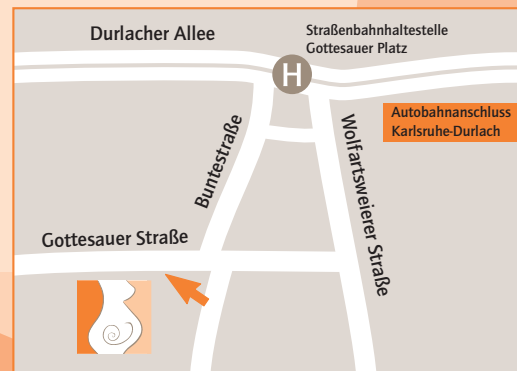 Durlacher Allee
Straßenbahnhaltestelle
Gottesauer Platz
H
Autobahnanschluss
Karlsruhe-Durlach
Buntestraße
Wolfartsweierer Straße
Gottesauer Straße